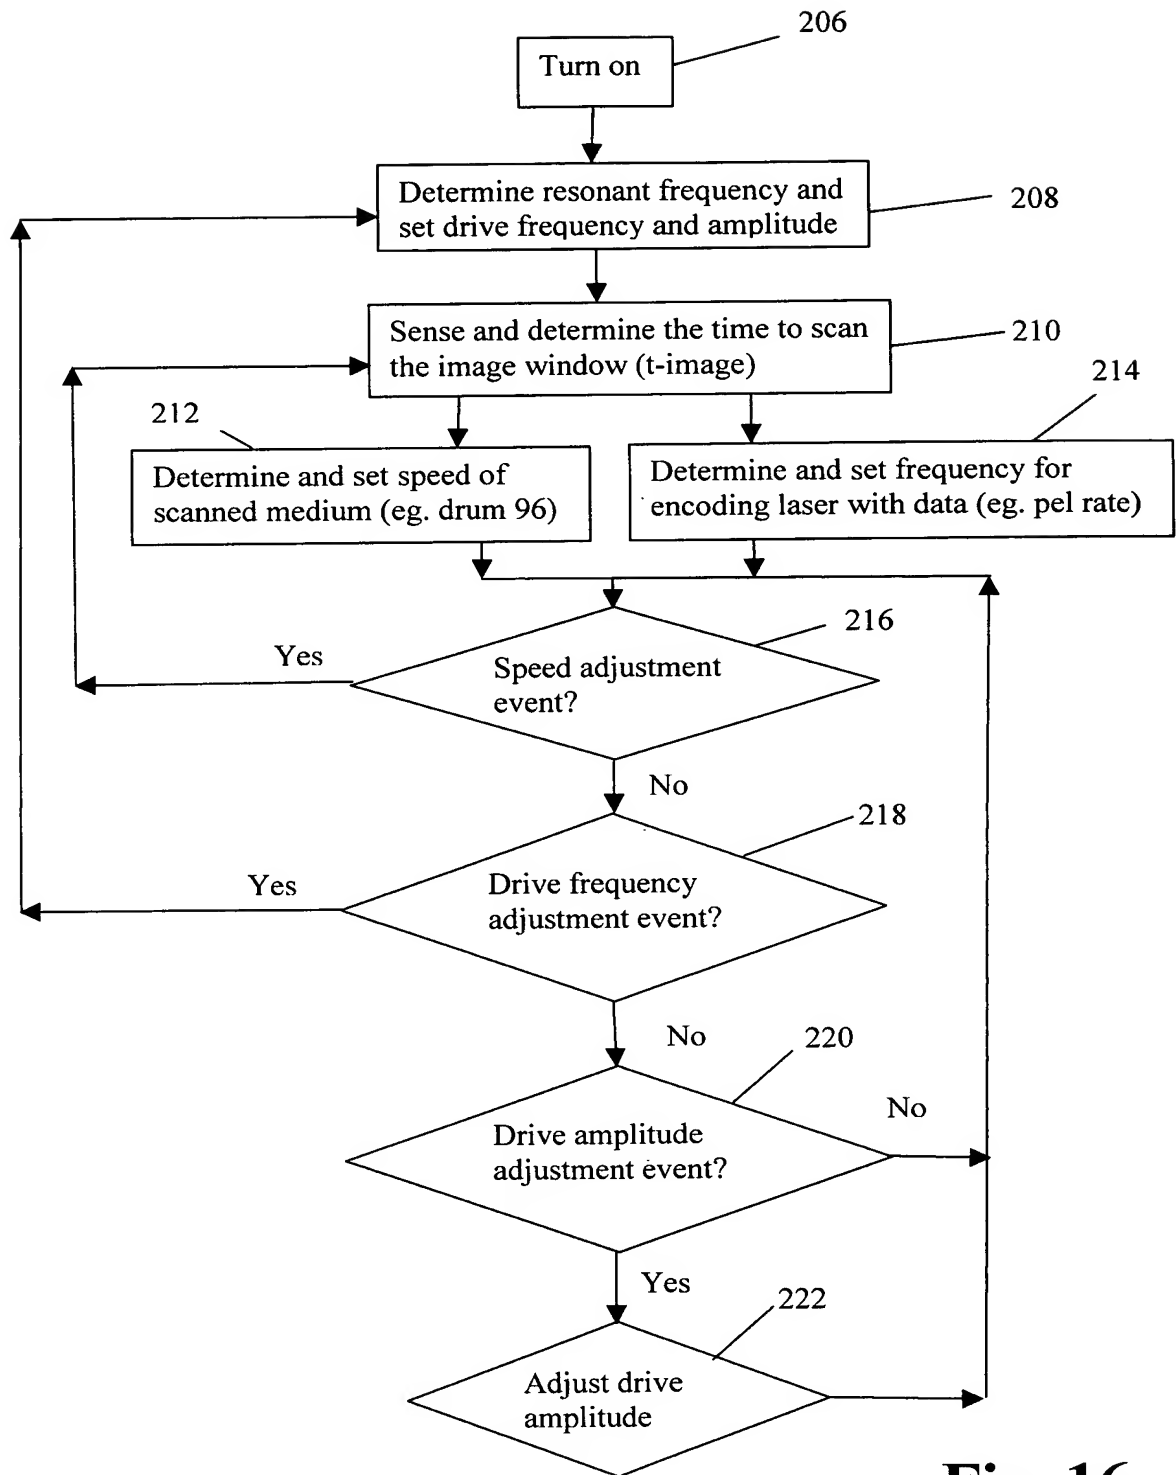 206
Turn on
Determine resonant frequency and
set drive frequency and amplitude
208
Sense and determine the time to scan
the image window (t-image)
210
214
212
Determine and set speed of
scanned medium (eg. drum 96)
Determine and set frequency for
encoding laser with data (eg. pel rate)
216
Yes
Speed adjustment
event?
No
218
Yes
Drive frequency
adjustment event?
No
220
No
Drive amplitude
adjustment event?
Yes
222
Adjust drive
amplitude
Fig. 16